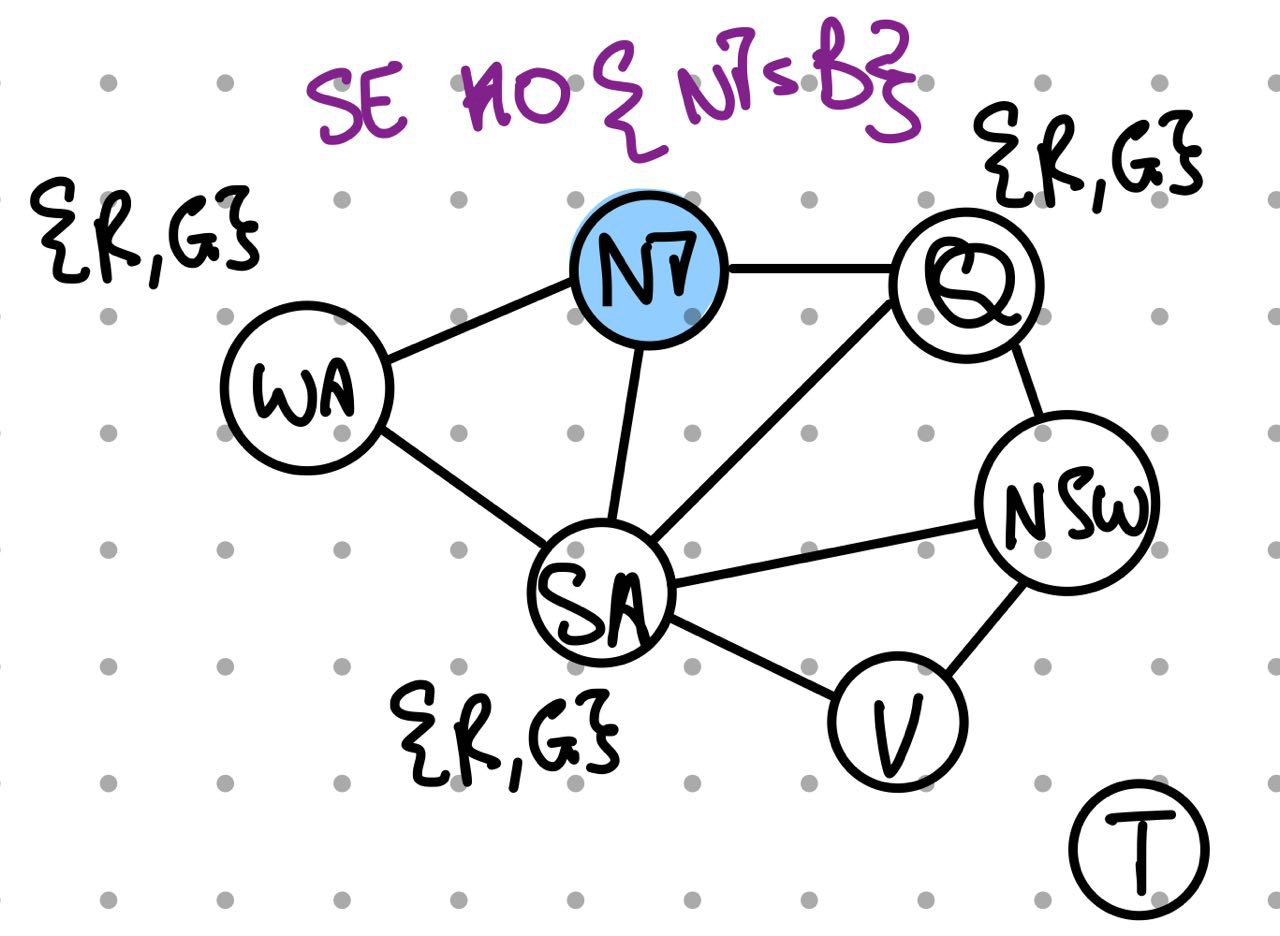 SE NO { NT = B }
{R,G}
{R,G}
NT
Q
WA
NSW
SA
{R,G}
V
T